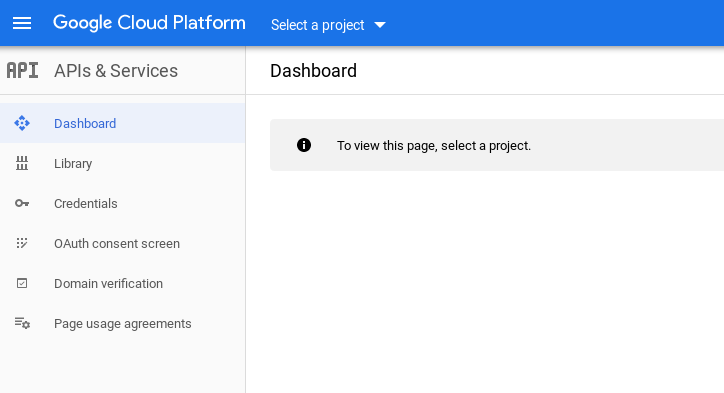 Google Cloud Platform
Select a project
API
APIs & Services
Dashboard
Dashboard
Library
Credentials
OAuth consent screen
Domain verification
Page usage agreements
To view this page, select a project.